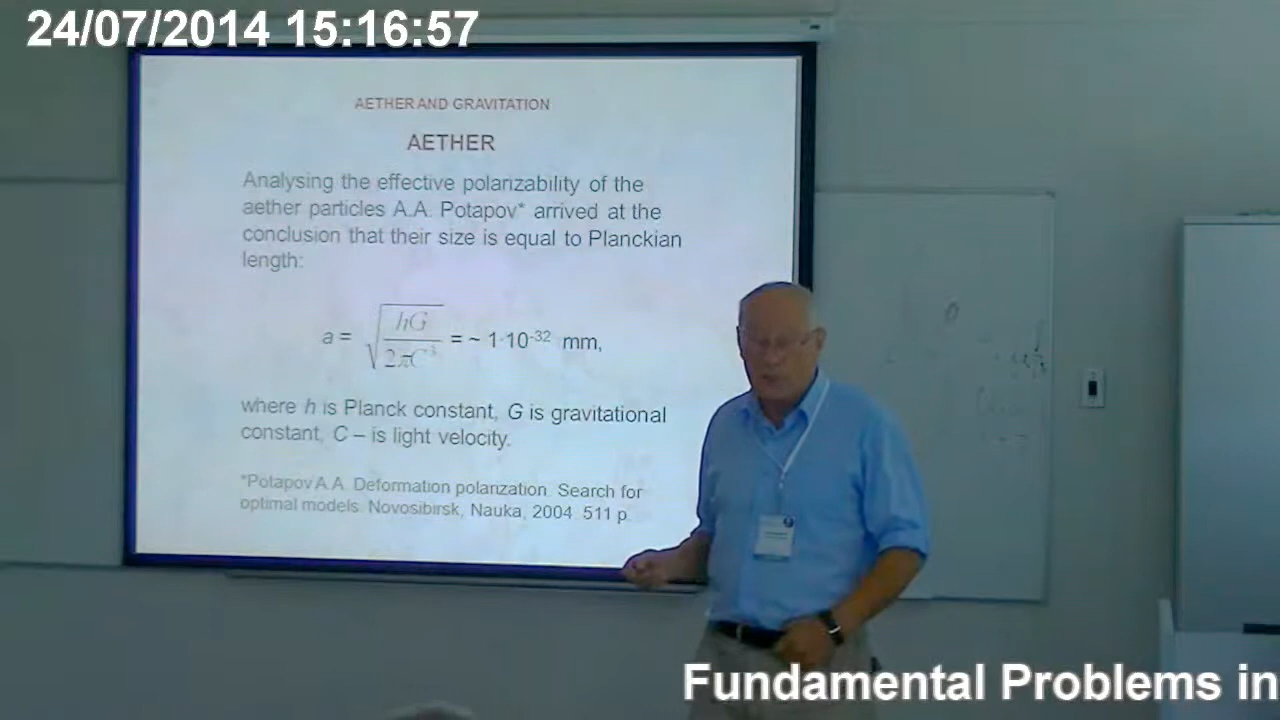 24/07/2014 15:16:57
AETHER AND GRAVITATION
AETHER
Analysing the effective polarizability of the
aether particles A.A. Potapov* arrived at the
conclusion that their size is equal to Planckian
length:
a = √(hG / 2πC³) = ~ 1·10⁻³² mm,
where h is Planck constant, G is gravitational
constant, C – is light velocity.
*Potapov A.A. Deformation polarization. Search for
optimal models. Novosibirsk, Nauka, 2004. 511 p.
Fundamental Problems in